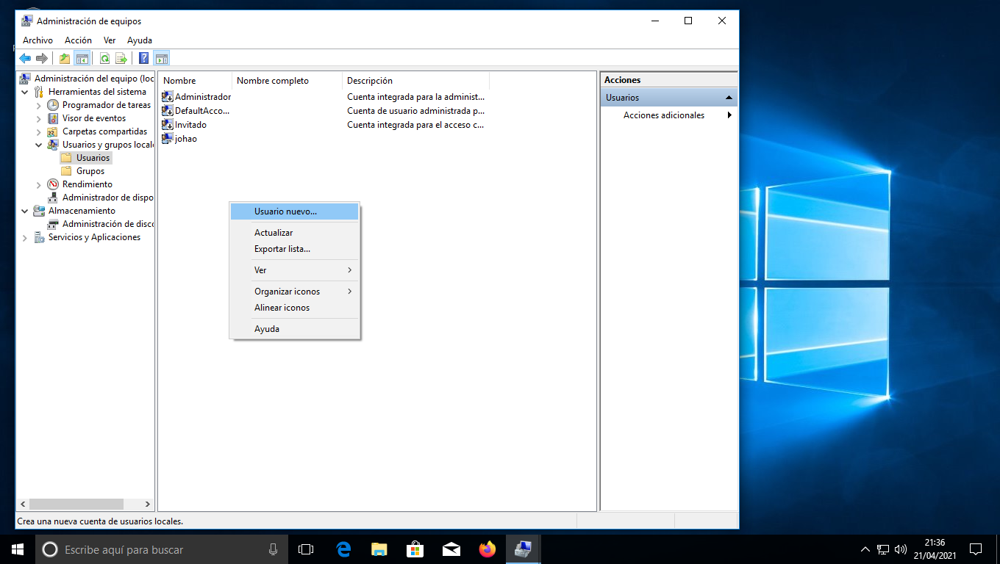 Administración de equipos
Archivo Acción Ver Ayuda
Administración del equipo (loc
Herramientas del sistema
Programador de tareas
Visor de eventos
Carpetas compartidas
Usuarios y grupos local
Usuarios
Grupos
Rendimiento
Administrador de dispo
Almacenamiento
Administración de disc
Servicios y Aplicaciones
Nombre Nombre completo Descripción
Administrador Cuenta integrada para la administ...
DefaultAcco... Cuenta de usuario administrada p...
Invitado Cuenta integrada para el acceso c...
johao
Usuario nuevo...
Actualizar
Exportar lista...
Ver
Organizar iconos
Alinear iconos
Ayuda
Acciones
Usuarios
Acciones adicionales
Crea una nueva cuenta de usuarios locales.
Escribe aquí para buscar
21:36
21/04/2021